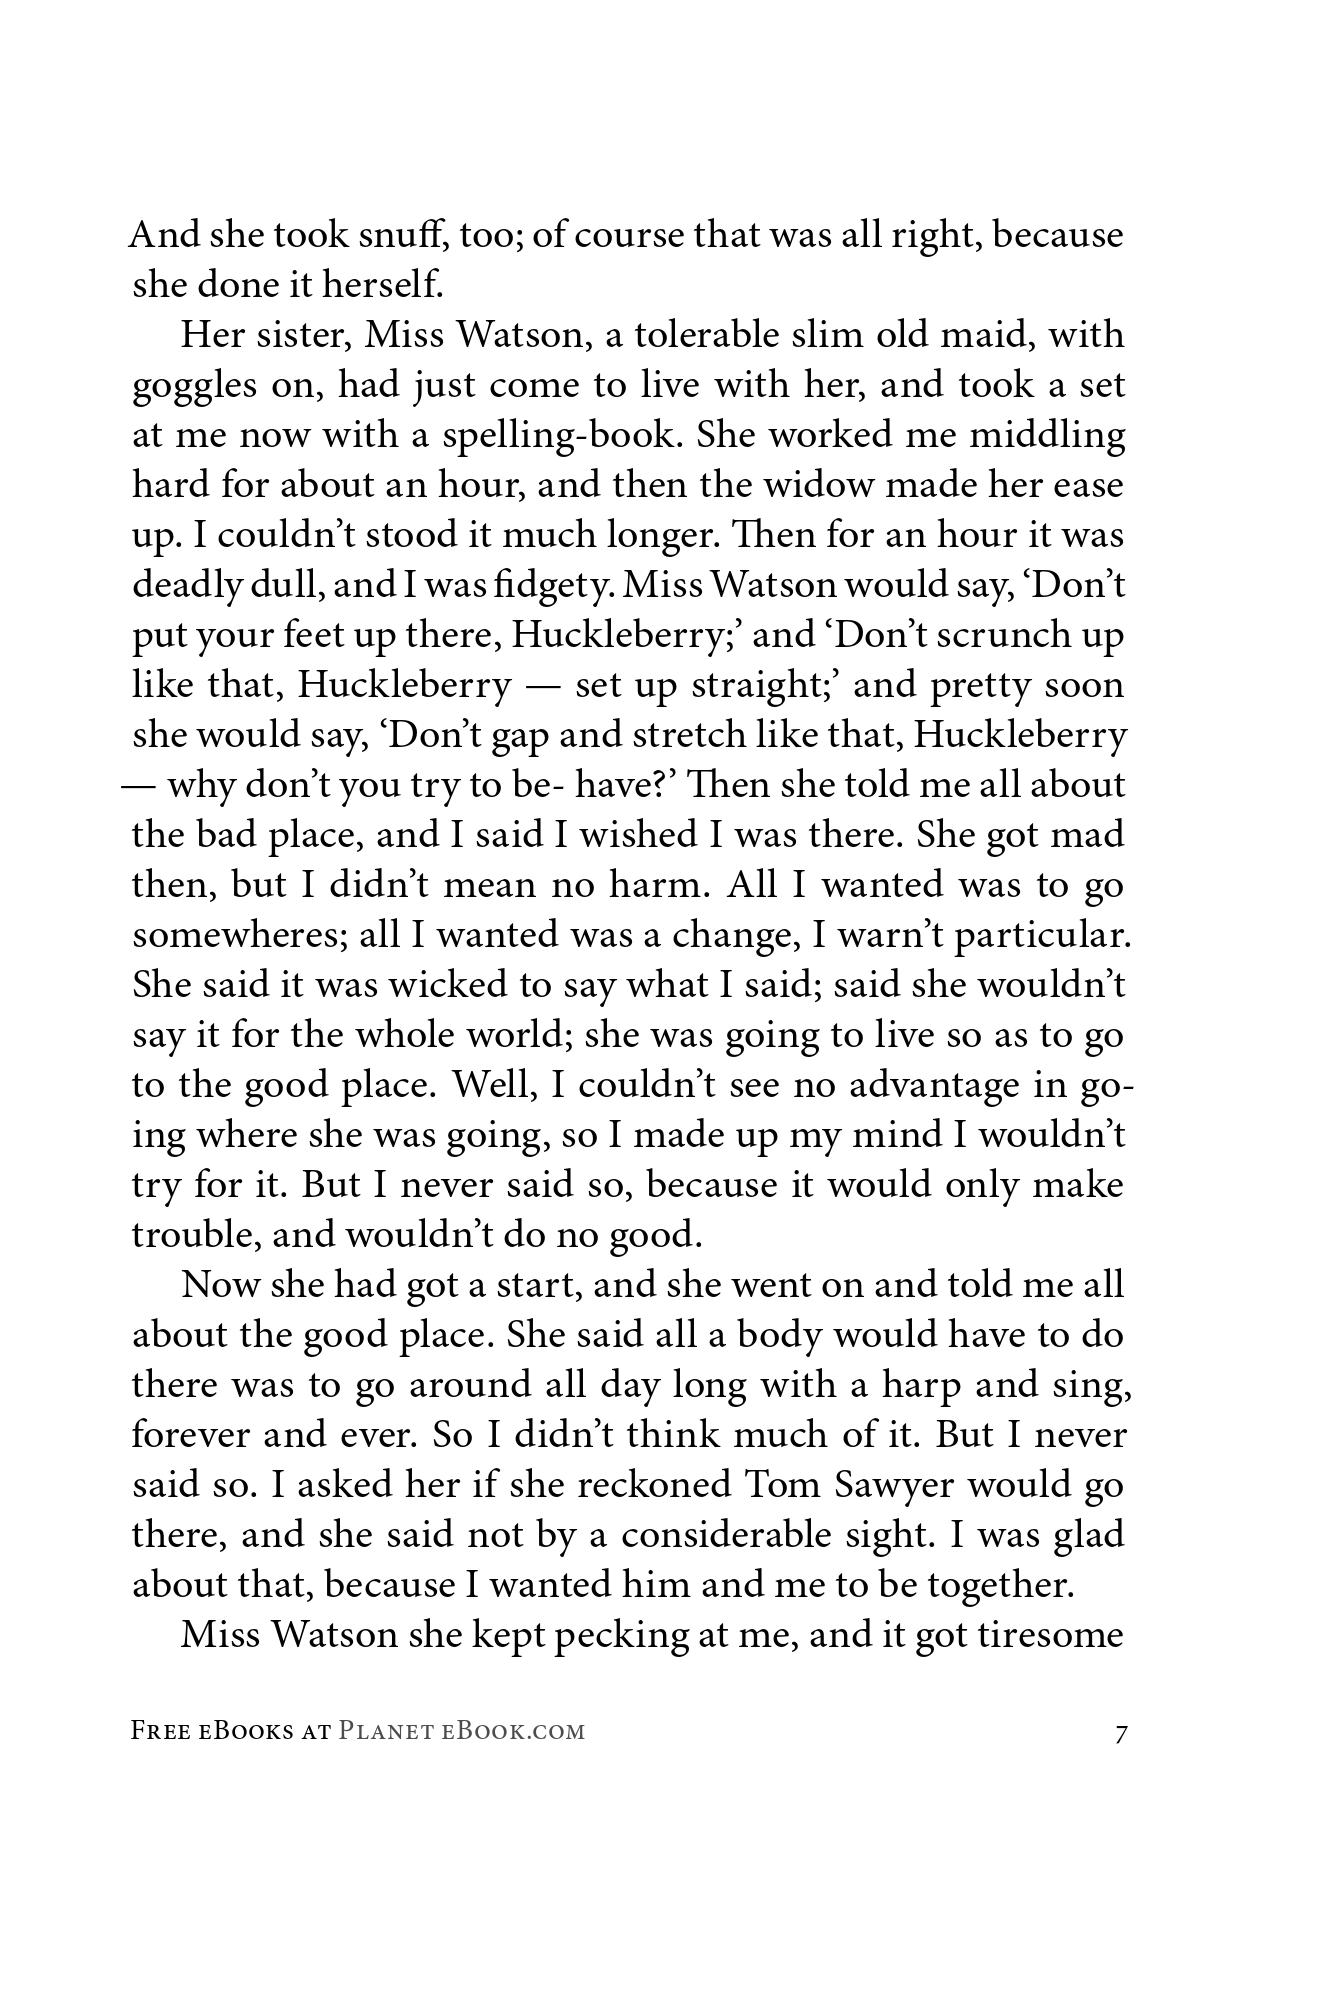 And she took snuff, too; of course that was all right, because
she done it herself.
Her sister, Miss Watson, a tolerable slim old maid, with
goggles on, had just come to live with her, and took a set
at me now with a spelling-book. She worked me middling
hard for about an hour, and then the widow made her ease
up. I couldn’t stood it much longer. Then for an hour it was
deadly dull, and I was fidgety. Miss Watson would say, ‘Don’t
put your feet up there, Huckleberry;’ and ‘Don’t scrunch up
like that, Huckleberry — set up straight;’ and pretty soon
she would say, ‘Don’t gap and stretch like that, Huckleberry
— why don’t you try to be- have?’ Then she told me all about
the bad place, and I said I wished I was there. She got mad
then, but I didn’t mean no harm. All I wanted was to go
somewheres; all I wanted was a change, I warn’t particular.
She said it was wicked to say what I said; said she wouldn’t
say it for the whole world; she was going to live so as to go
to the good place. Well, I couldn’t see no advantage in go-
ing where she was going, so I made up my mind I wouldn’t
try for it. But I never said so, because it would only make
trouble, and wouldn’t do no good.
Now she had got a start, and she went on and told me all
about the good place. She said all a body would have to do
there was to go around all day long with a harp and sing,
forever and ever. So I didn’t think much of it. But I never
said so. I asked her if she reckoned Tom Sawyer would go
there, and she said not by a considerable sight. I was glad
about that, because I wanted him and me to be together.
Miss Watson she kept pecking at me, and it got tiresome
Free eBooks at Planet eBook.com 7